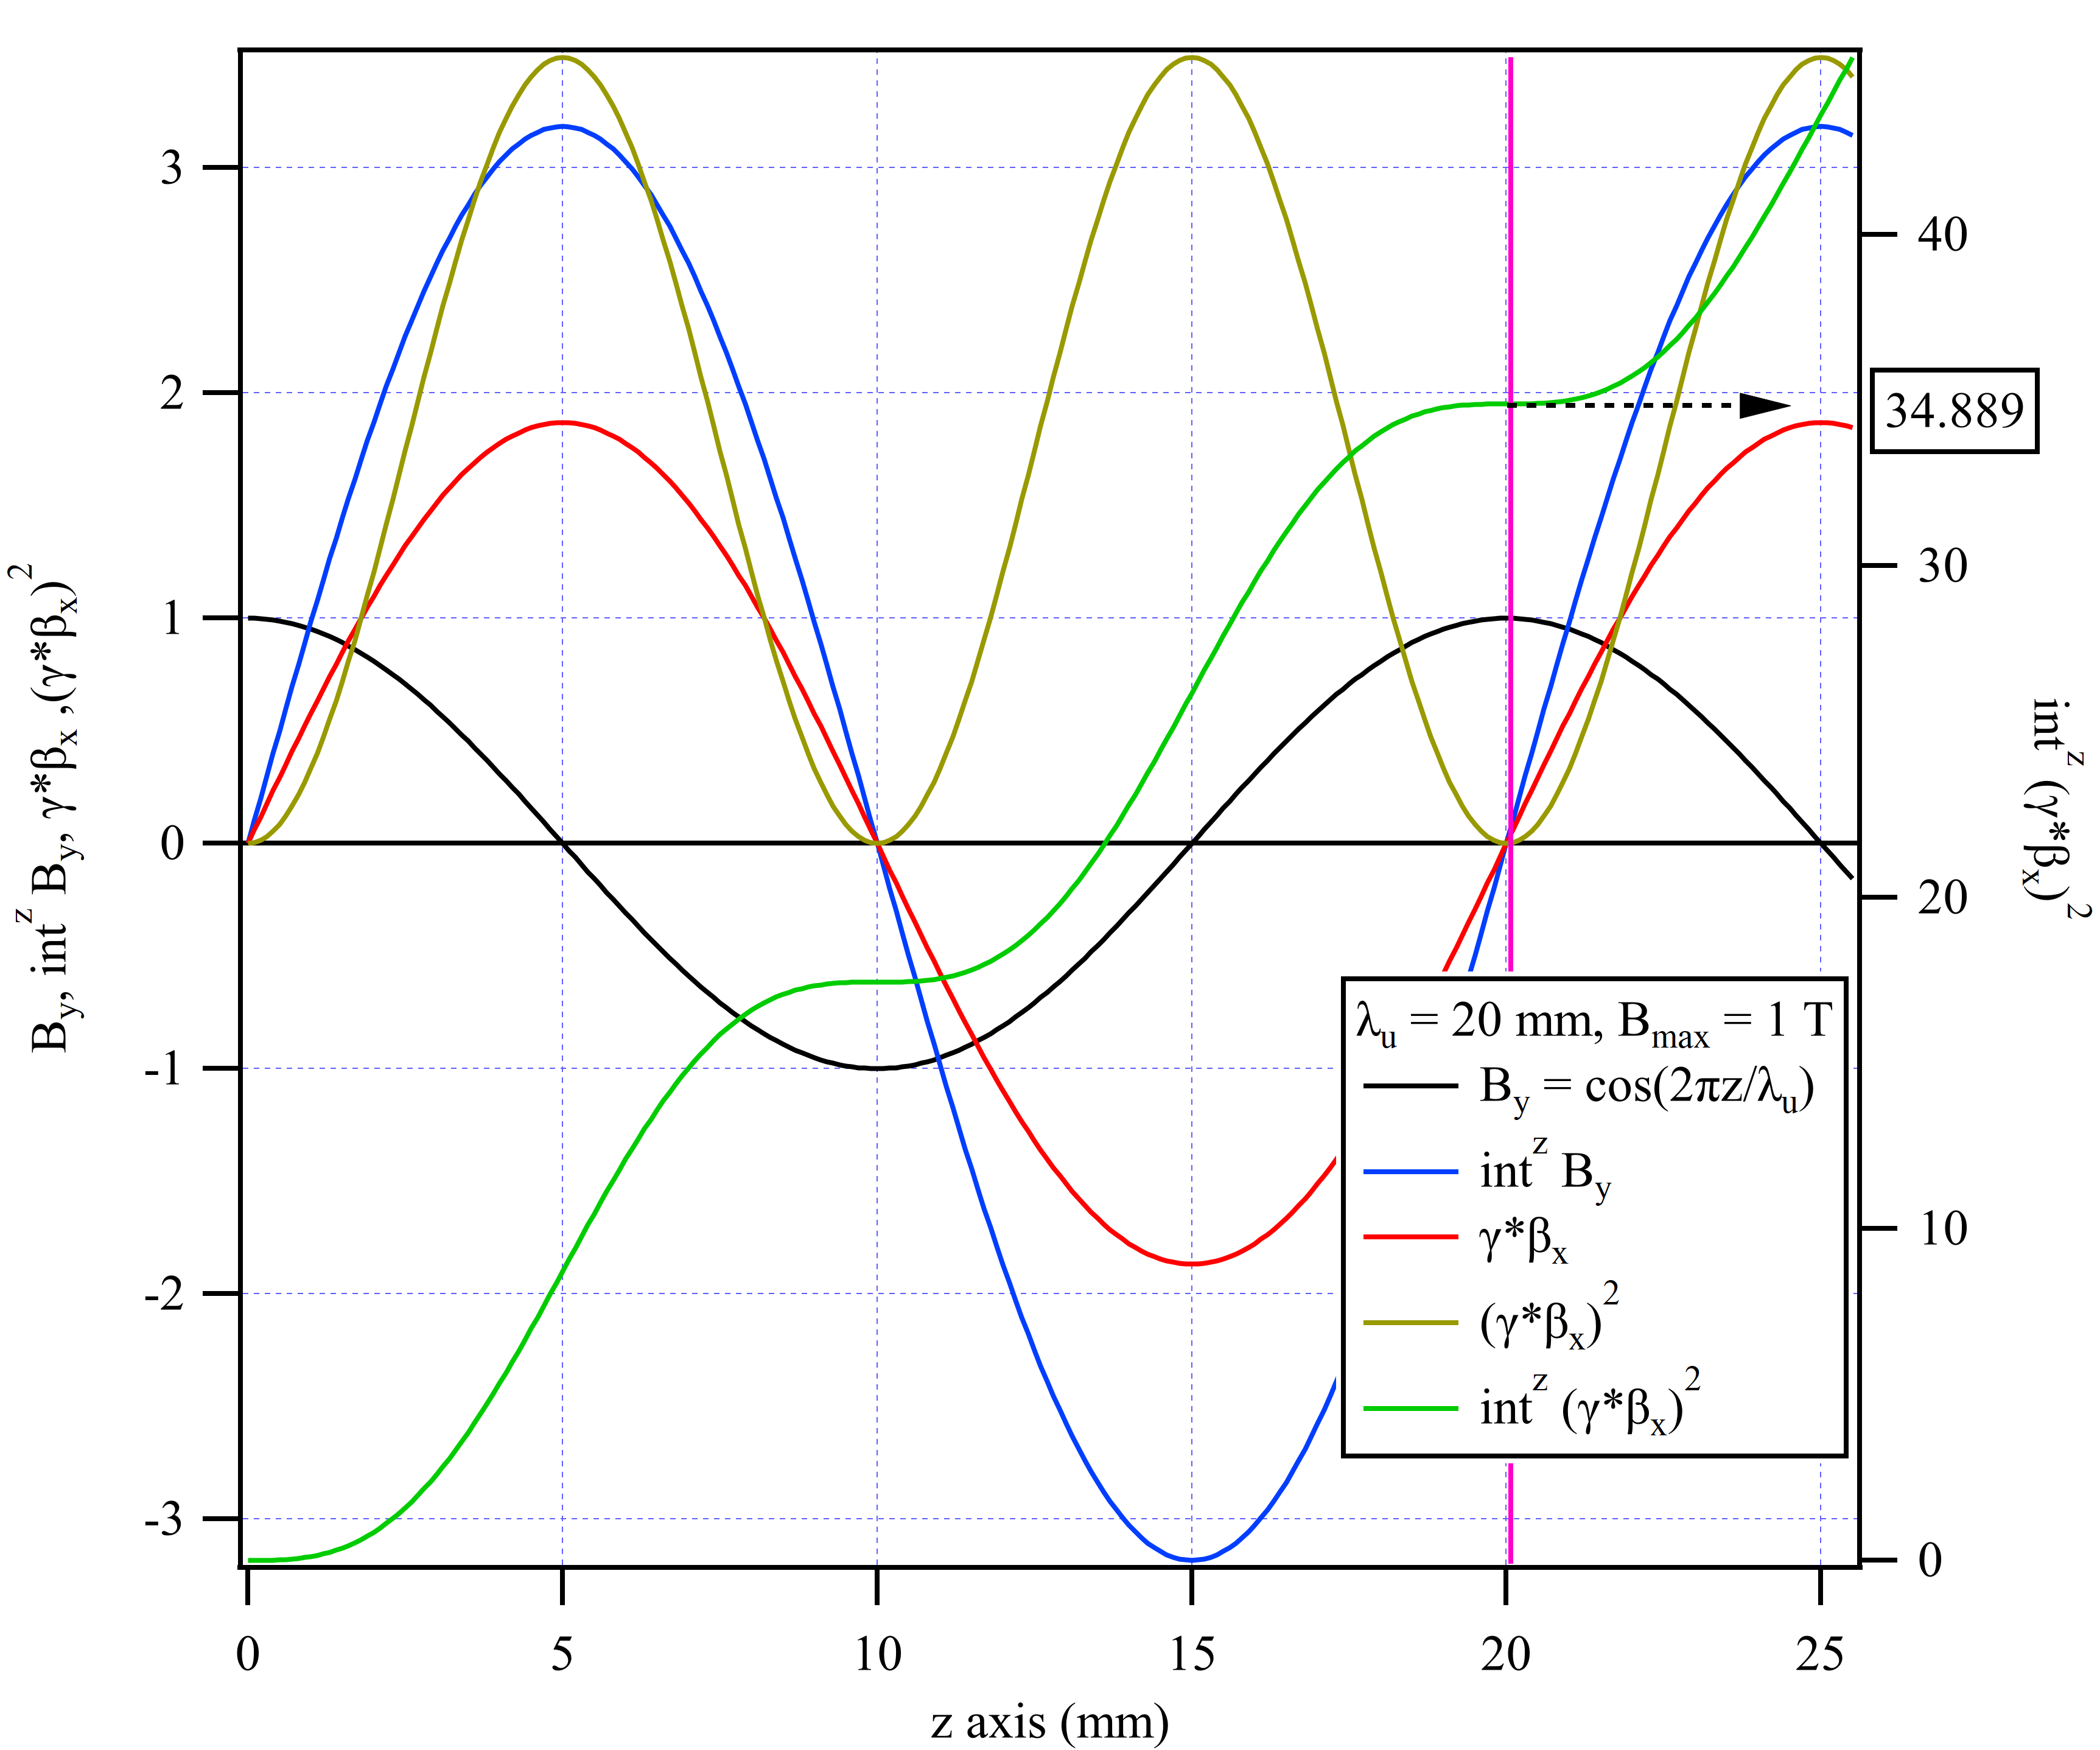 B_y, int^z B_y, γ*β_x ,(γ*β_x)^2
3
2
1
0
-1
-2
-3
40
30
20
10
0
int^z (γ*β_x)^2
34.889
λ_u = 20 mm, B_max = 1 T
B_y = cos(2πz/λ_u)
int^z B_y
γ*β_x
(γ*β_x)^2
int^z (γ*β_x)^2
0 5 10 15 20 25
z axis (mm)